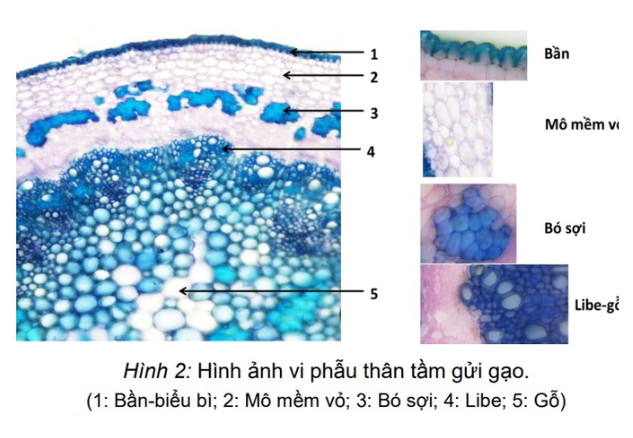 1
2
3
4
5
Bần
Mô mềm vỏ
Bó sợi
Libe-gỗ
Hình 2: Hình ảnh vi phẫu thân tầm gửi gạo.
(1: Bần-biểu bì; 2: Mô mềm vỏ; 3: Bó sợi; 4: Libe; 5: Gỗ)